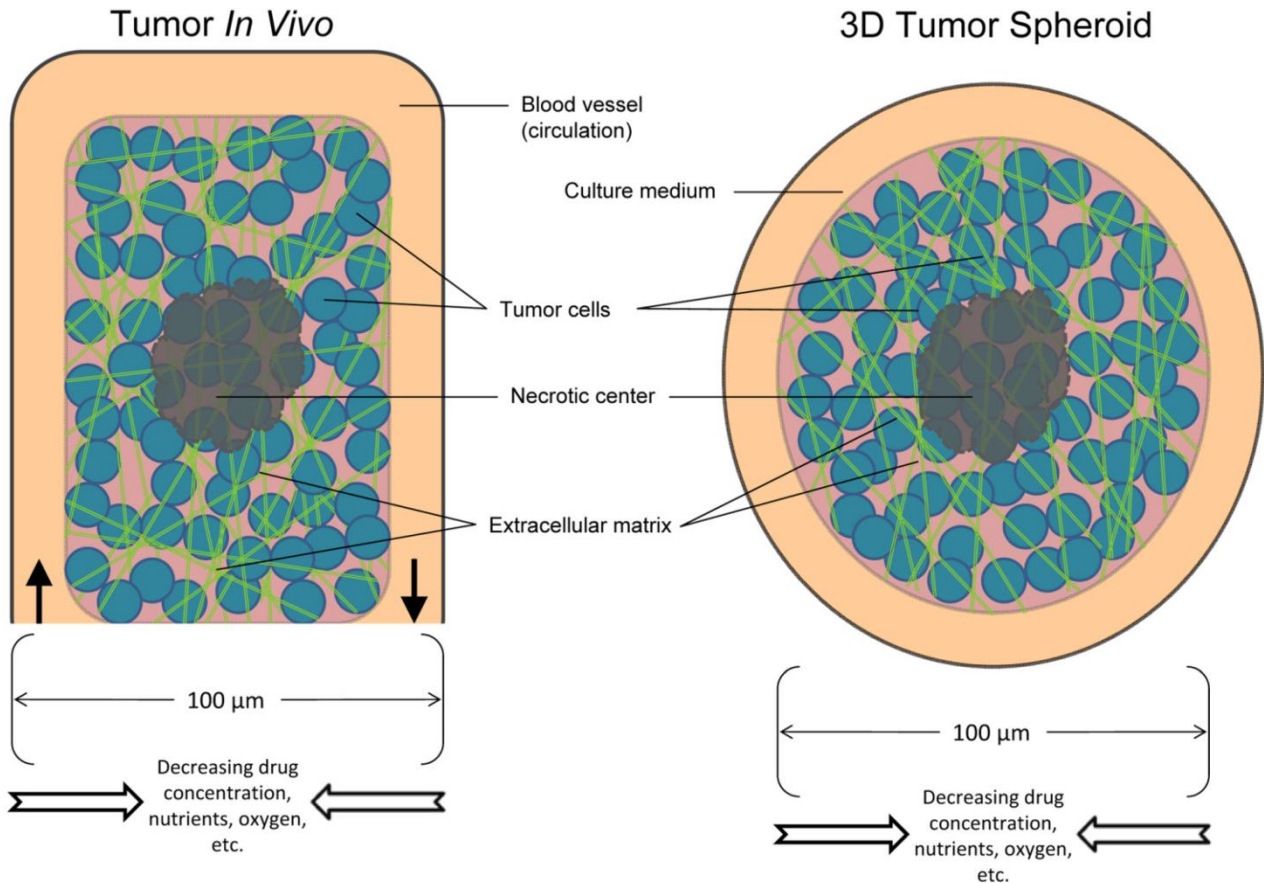 Tumor In Vivo
3D Tumor Spheroid
Blood vessel
(circulation)
Culture medium
Tumor cells
Necrotic center
Extracellular matrix
100 µm
Decreasing drug
concentration,
nutrients, oxygen,
etc.
100 µm
Decreasing drug
concentration,
nutrients, oxygen,
etc.